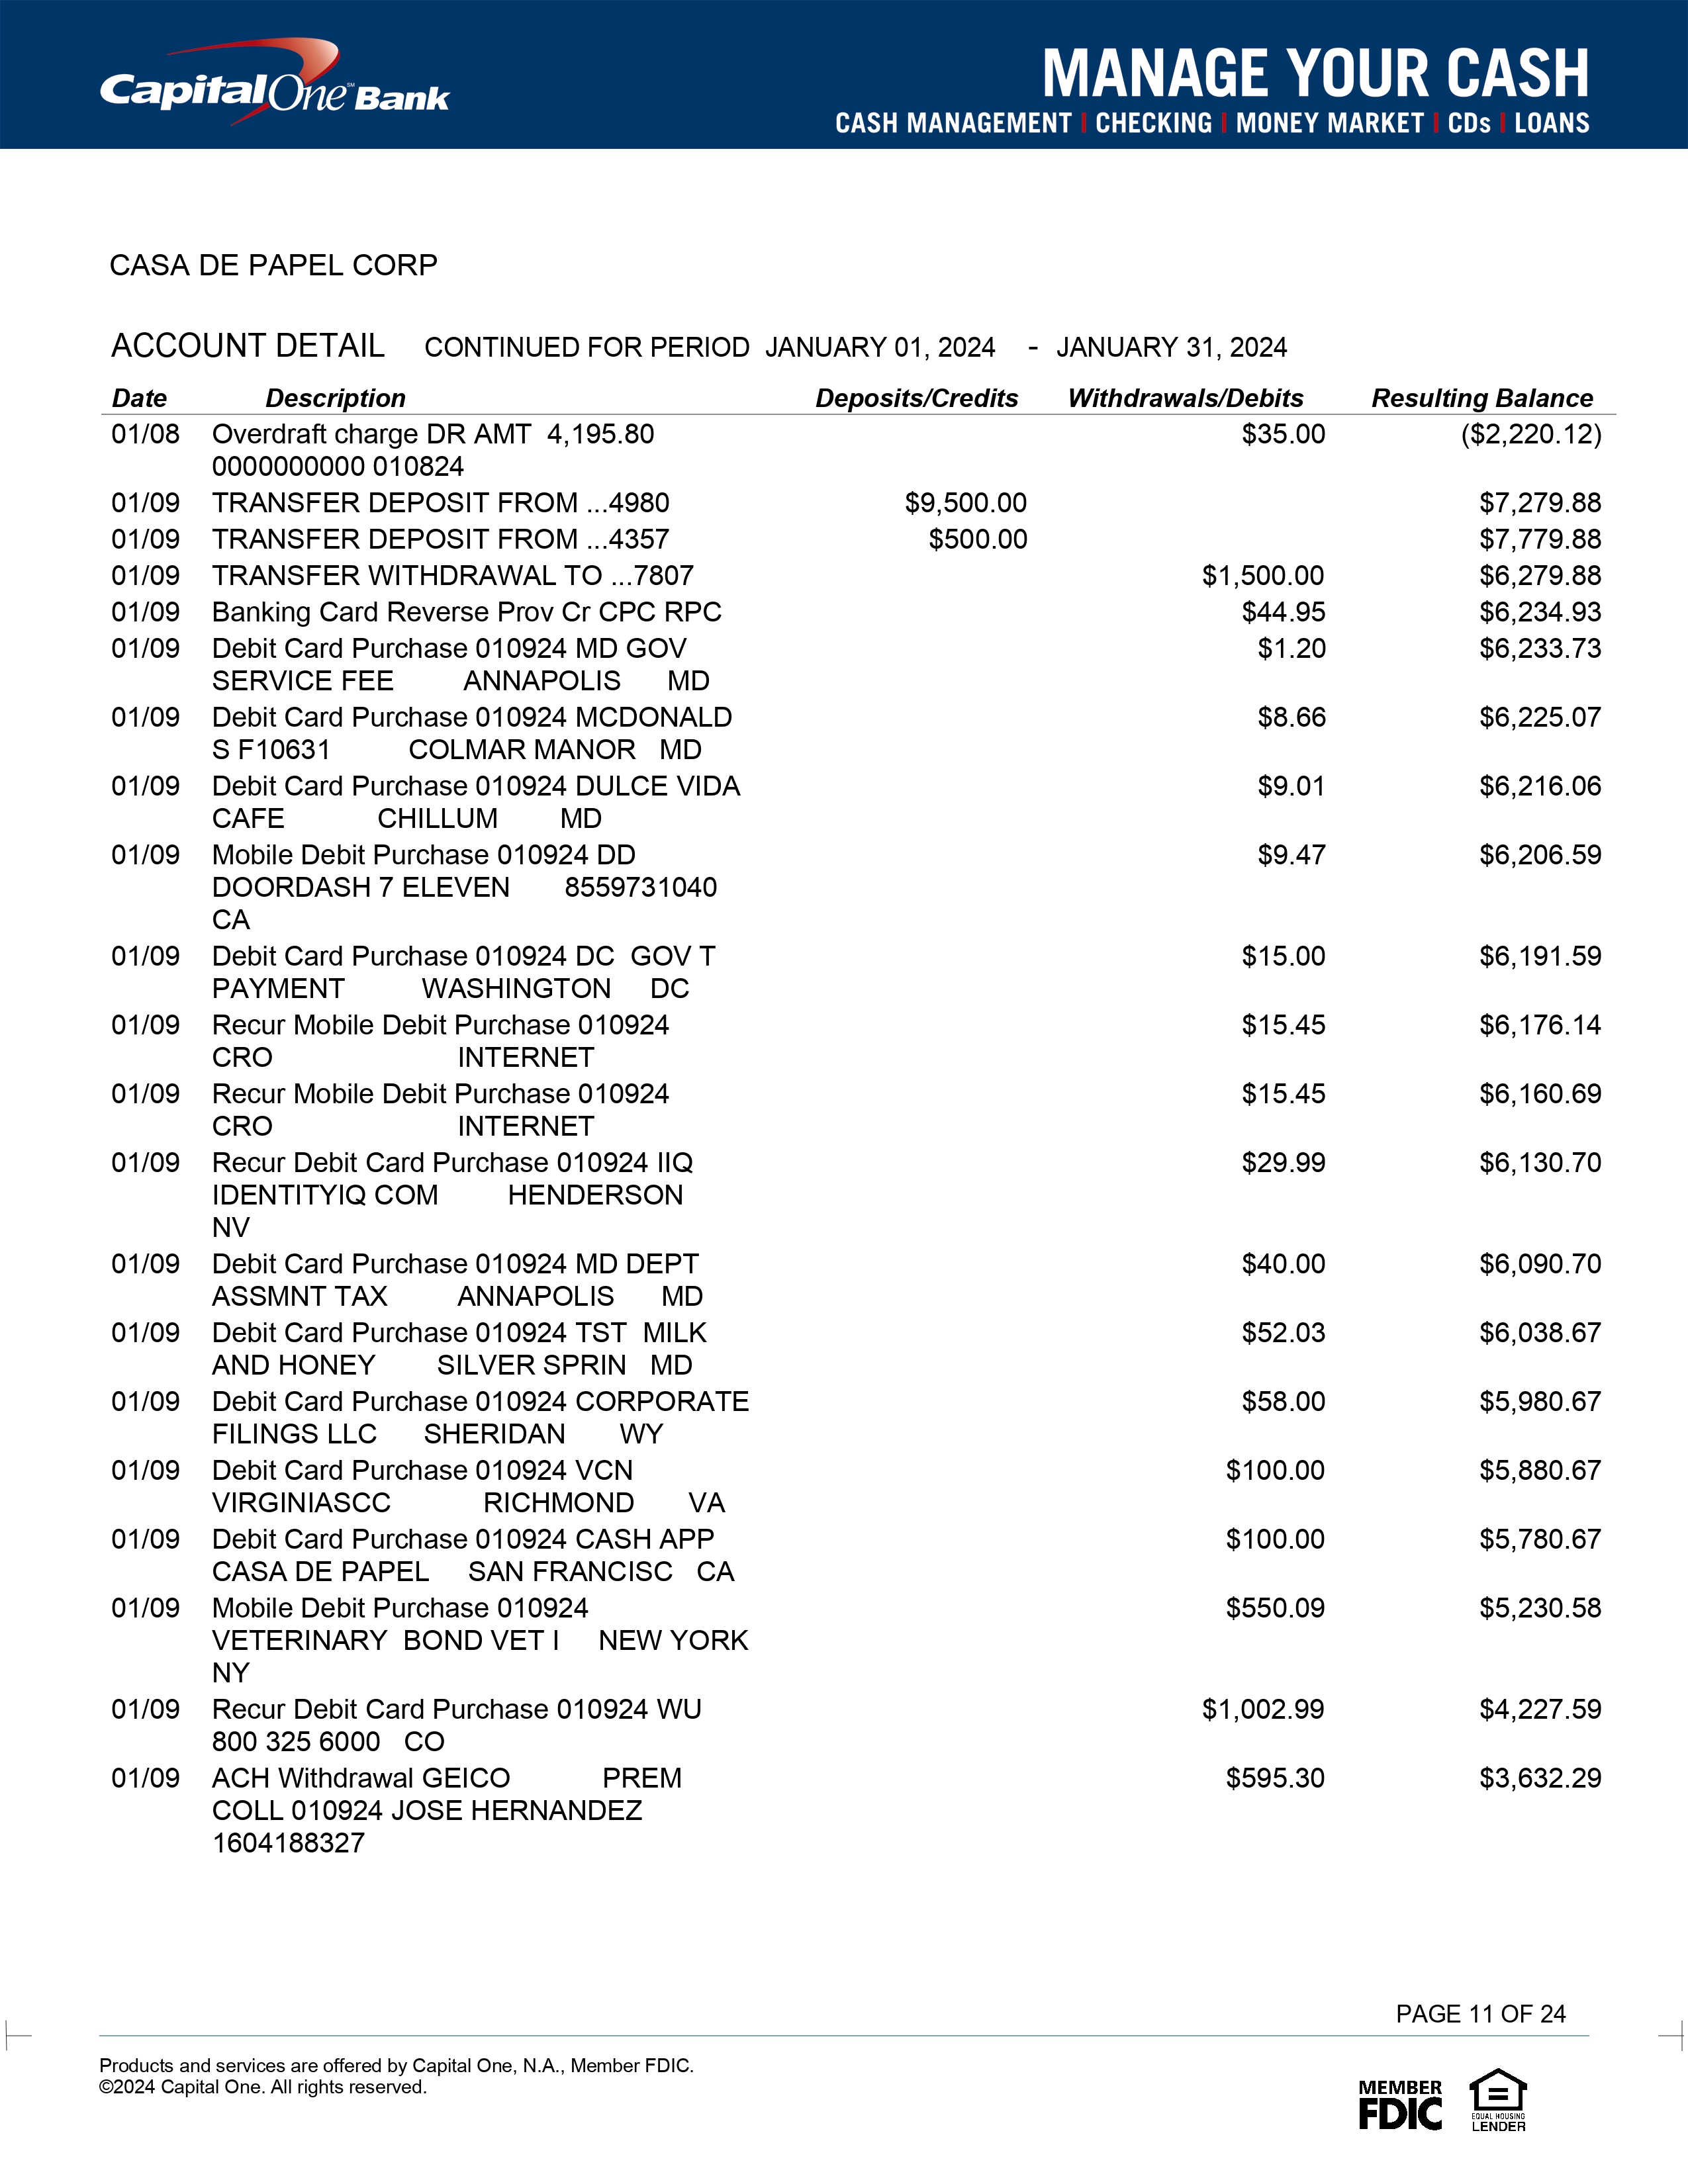 CapitalOne Bank
MANAGE YOUR CASH
CASH MANAGEMENT | CHECKING | MONEY MARKET | CDs | LOANS
CASA DE PAPEL CORP
ACCOUNT DETAIL CONTINUED FOR PERIOD JANUARY 01, 2024 - JANUARY 31, 2024
Date Description Deposits/Credits Withdrawals/Debits Resulting Balance
01/08 Overdraft charge DR AMT 4,195.80 $35.00 ($2,220.12)
0000000000 010824
01/09 TRANSFER DEPOSIT FROM ...4980 $9,500.00 $7,279.88
01/09 TRANSFER DEPOSIT FROM ...4357 $500.00 $7,779.88
01/09 TRANSFER WITHDRAWAL TO ...7807 $1,500.00 $6,279.88
01/09 Banking Card Reverse Prov Cr CPC RPC $44.95 $6,234.93
01/09 Debit Card Purchase 010924 MD GOV $1.20 $6,233.73
SERVICE FEE ANNAPOLIS MD
01/09 Debit Card Purchase 010924 MCDONALD $8.66 $6,225.07
S F10631 COLMAR MANOR MD
01/09 Debit Card Purchase 010924 DULCE VIDA $9.01 $6,216.06
CAFE CHILLUM MD
01/09 Mobile Debit Purchase 010924 DD $9.47 $6,206.59
DOORDASH 7 ELEVEN 8559731040
CA
01/09 Debit Card Purchase 010924 DC GOV T $15.00 $6,191.59
PAYMENT WASHINGTON DC
01/09 Recur Mobile Debit Purchase 010924 $15.45 $6,176.14
CRO INTERNET
01/09 Recur Mobile Debit Purchase 010924 $15.45 $6,160.69
CRO INTERNET
01/09 Recur Debit Card Purchase 010924 IIQ $29.99 $6,130.70
IDENTITYIQ COM HENDERSON
NV
01/09 Debit Card Purchase 010924 MD DEPT $40.00 $6,090.70
ASSMNT TAX ANNAPOLIS MD
01/09 Debit Card Purchase 010924 TST MILK $52.03 $6,038.67
AND HONEY SILVER SPRIN MD
01/09 Debit Card Purchase 010924 CORPORATE $58.00 $5,980.67
FILINGS LLC SHERIDAN WY
01/09 Debit Card Purchase 010924 VCN $100.00 $5,880.67
VIRGINIASCC RICHMOND VA
01/09 Debit Card Purchase 010924 CASH APP $100.00 $5,780.67
CASA DE PAPEL SAN FRANCISC CA
01/09 Mobile Debit Purchase 010924 $550.09 $5,230.58
VETERINARY BOND VET I NEW YORK
NY
01/09 Recur Debit Card Purchase 010924 WU $1,002.99 $4,227.59
800 325 6000 CO
01/09 ACH Withdrawal GEICO PREM $595.30 $3,632.29
COLL 010924 JOSE HERNANDEZ
1604188327
PAGE 11 OF 24
Products and services are offered by Capital One, N.A., Member FDIC.
©2024 Capital One. All rights reserved.
MEMBER
FDIC
EQUAL HOUSING
LENDER